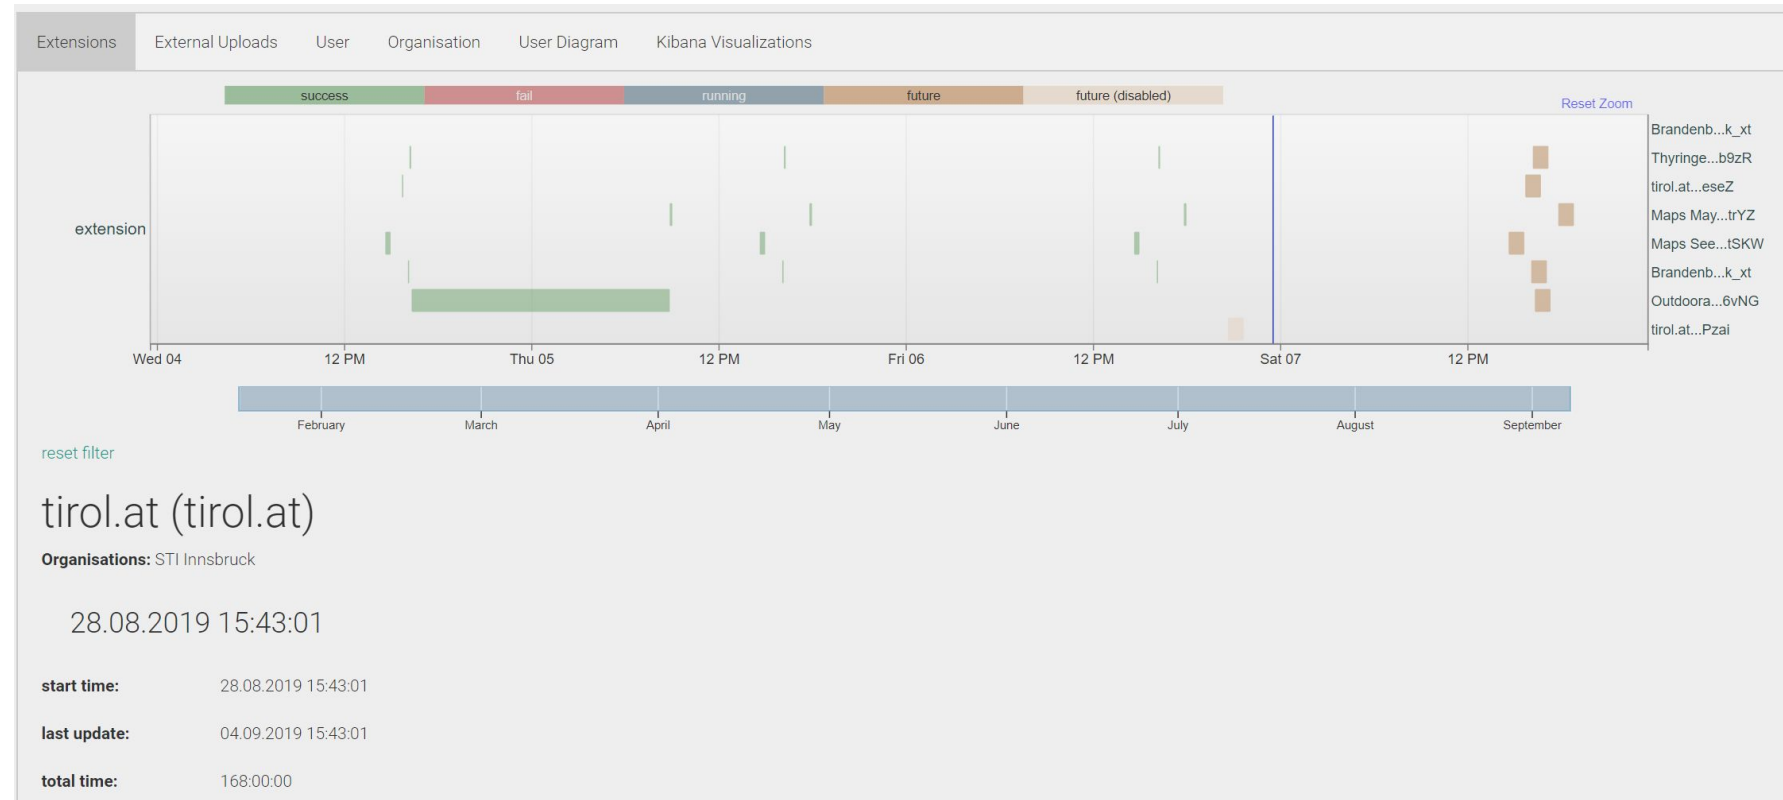 Extensions External Uploads User Organisation User Diagram Kibana Visualizations
success fail running future future (disabled)
Reset Zoom
extension
Brandenb...k_xt
Thyringe...b9zR
tirol.at...eseZ
Maps May...trYZ
Maps See...tSKW
Brandenb...k_xt
Outdoora...6vNG
tirol.at...Pzai
Wed 04 12 PM Thu 05 12 PM Fri 06 12 PM Sat 07 12 PM
February March April May June July August September
reset filter
tirol.at (tirol.at)
Organisations: STI Innsbruck
28.08.2019 15:43:01
start time: 28.08.2019 15:43:01
last update: 04.09.2019 15:43:01
total time: 168:00:00